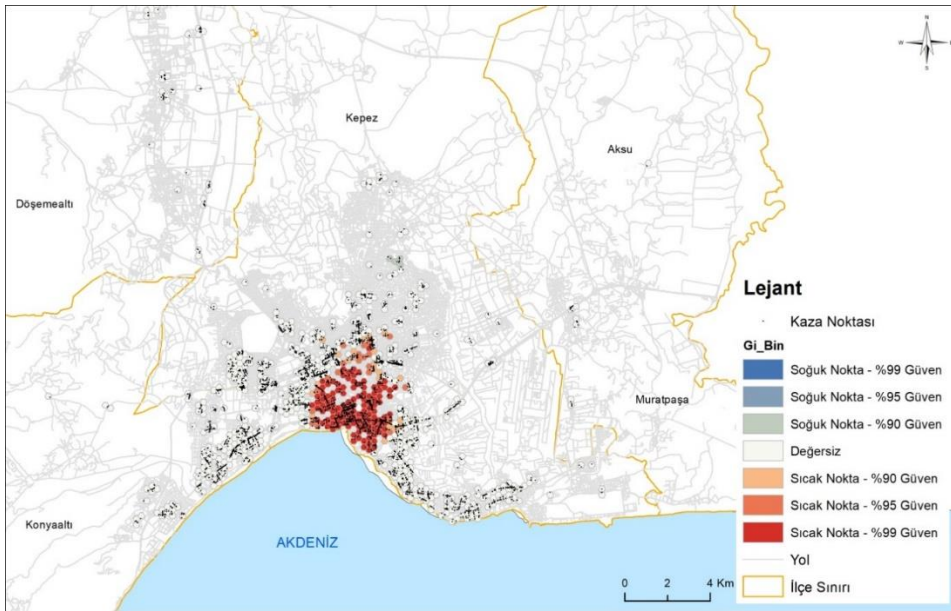 N
W
E
S
Kepez
Aksu
Döşemealtı
Muratpaşa
Konyaaltı
AKDENİZ
0 2 4 Km
Lejant
Kaza Noktası
Gi_Bin
Soğuk Nokta - %99 Güven
Soğuk Nokta - %95 Güven
Soğuk Nokta - %90 Güven
Değersiz
Sıcak Nokta - %90 Güven
Sıcak Nokta - %95 Güven
Sıcak Nokta - %99 Güven
Yol
İlçe Sınırı